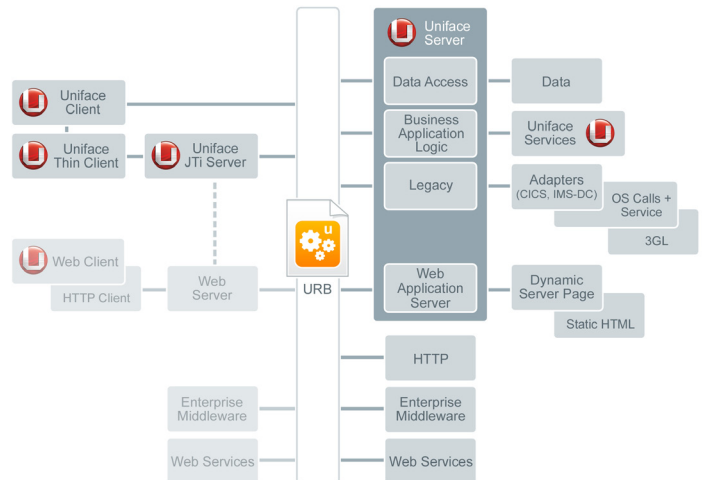 Uniface
Server
Uniface
Client
Data Access
Data
Business
Application
Logic
Uniface
Services
Uniface
Thin Client
Uniface
JTi Server
Legacy
Adapters
(CICS, IMS-DC)
OS Calls +
Service
3GL
u
URB
Web Client
HTTP Client
Web
Server
Web
Application
Server
Dynamic
Server Page
Static HTML
HTTP
Enterprise
Middleware
Enterprise
Middleware
Web Services
Web Services